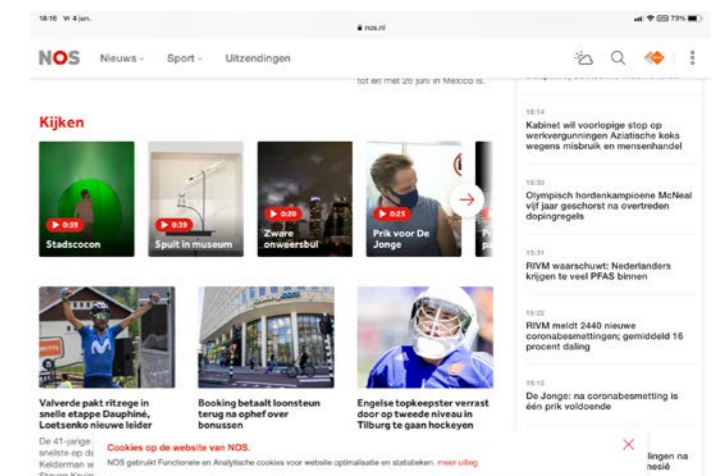 18:16 Vr 4 jun.
nos.nl
73%
NOS Nieuws Sport Uitzendingen
tot en met 26 juni in Mexico is.
Kijken
0:39
Stadscocon
0:39
Spuit in museum
0:20
Zware
onweersbui
0:23
Prik voor De
Jonge
Valverde pakt ritzege in
snelle etappe Dauphiné,
Loetsenko nieuwe leider
De 41-jarige
snelste op de
Kelderman w
Booking.com
Booking betaalt loonsteun
terug na ophef over
bonussen
Engelse topkeepster verrast
door op tweede niveau in
Tilburg te gaan hockeyen
Kabinet wil voorlopige stop op
werkvergunningen Aziatische koks
wegens misbruik en mensenhandel
Olympisch hordenkampioene McNeal
vijf jaar geschorst na overtreden
dopingregels
15:31
RIVM waarschuwt: Nederlanders
krijgen te veel PFAS binnen
15:22
RIVM meldt 2440 nieuwe
coronabesmettingen; gemiddeld 16
procent daling
15:12
De Jonge: na coronabesmetting is
één prik voldoende
lingen na
nesië
Cookies op de website van NOS.
NOS gebruikt Functionele en Analytische cookies voor website optimalisatie en statistieken. meer uitleg